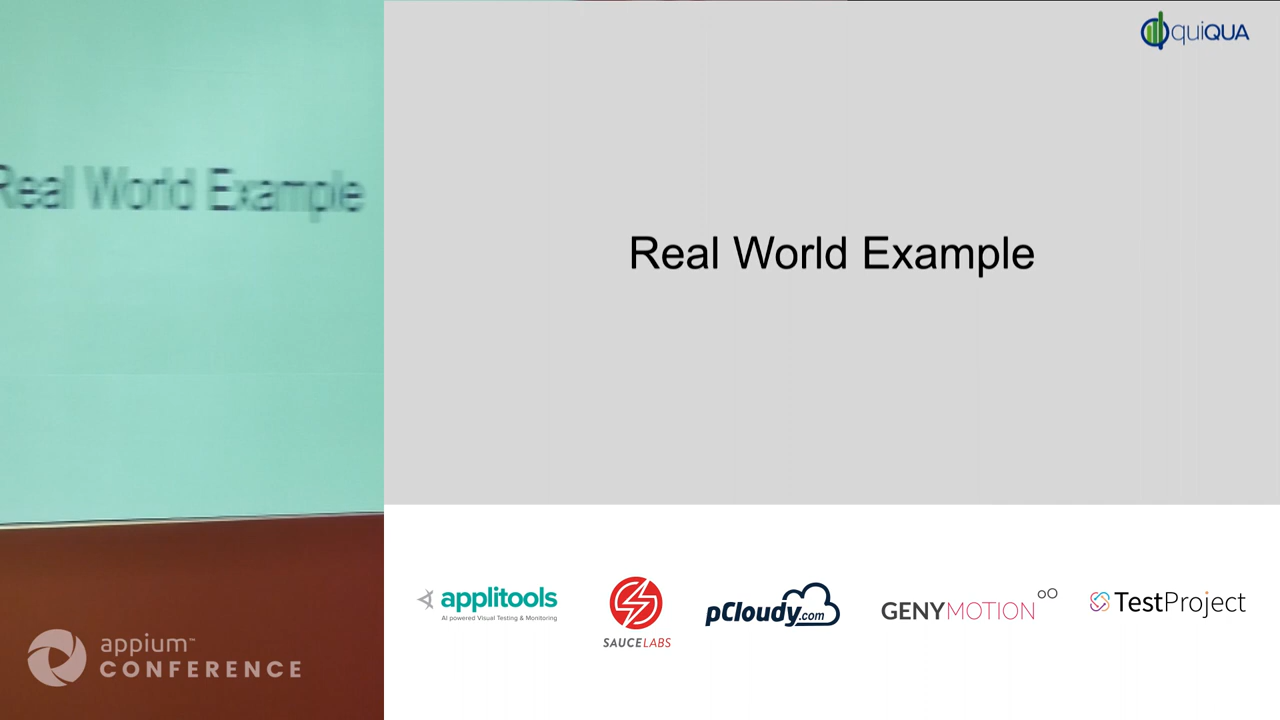 quiQUA
Real World Example
Real World Example
applitools
AI powered Visual Testing & Monitoring
SAUCELABS
pCloudy.com
GENYMOTION
TestProject
appium™
CONFERENCE